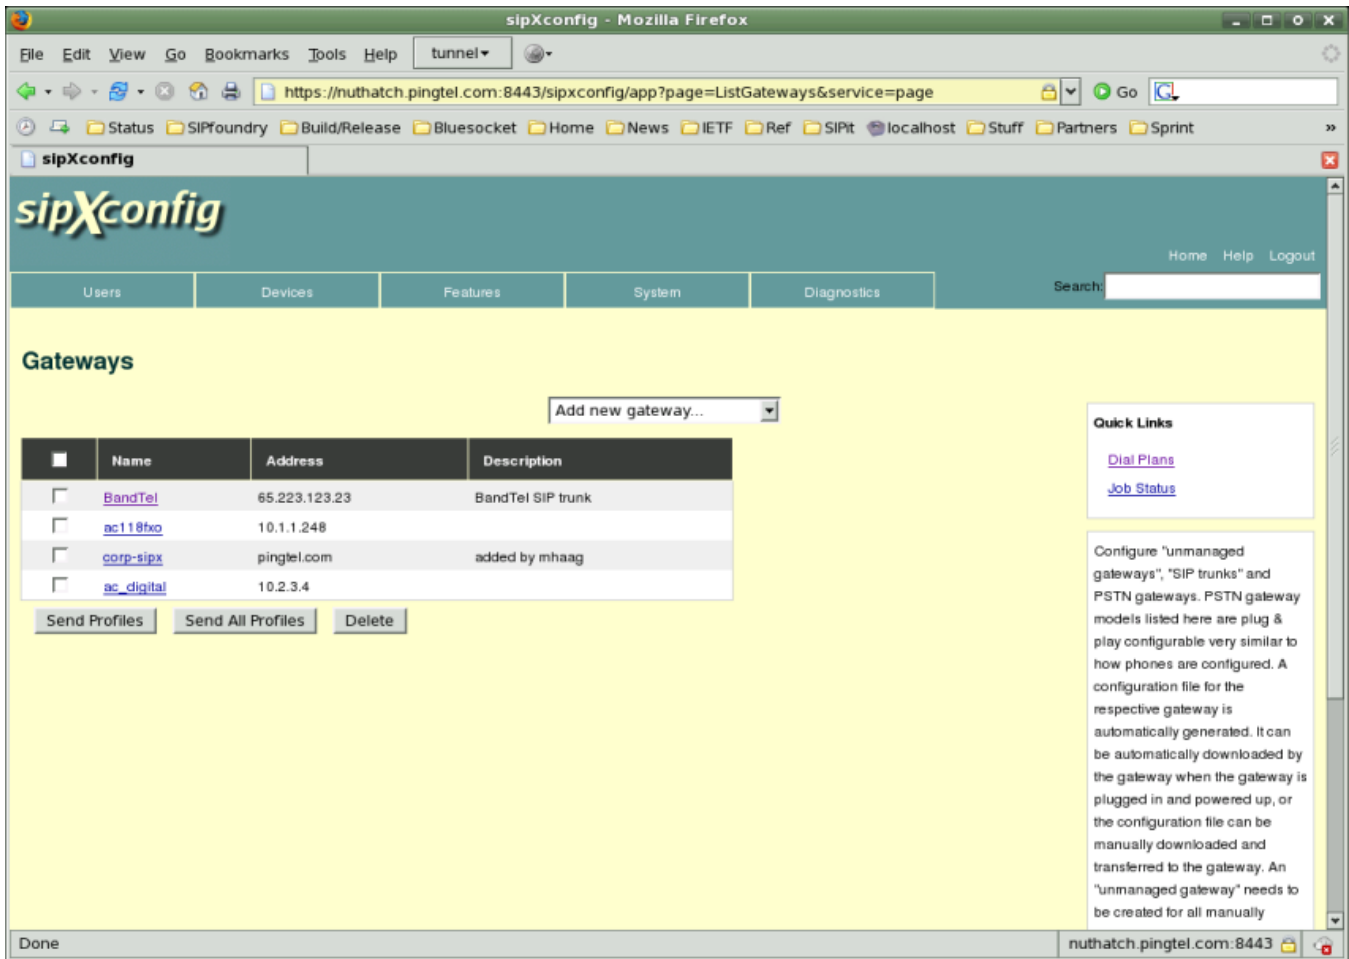 sipXconfig - Mozilla Firefox
File Edit View Go Bookmarks Tools Help tunnel
https://nuthatch.pingtel.com:8443/sipxconfig/app?page=ListGateways&service=page Go G
Status SIPfoundry Build/Release Bluesocket Home News IETF Ref SIPit localhost Stuff Partners Sprint »
sipXconfig
sipXconfig
Home Help Logout
Users Devices Features System Diagnostics Search:
Gateways
Add new gateway...
Name Address Description
BandTel 65.223.123.23 BandTel SIP trunk
ac118fxo 10.1.1.248
corp-sipx pingtel.com added by mhaag
ac_digital 10.2.3.4
Send Profiles Send All Profiles Delete
Quick Links
Dial Plans
Job Status
Configure "unmanaged
gateways", "SIP trunks" and
PSTN gateways. PSTN gateway
models listed here are plug &
play configurable very similar to
how phones are configured. A
configuration file for the
respective gateway is
automatically generated. It can
be automatically downloaded by
the gateway when the gateway is
plugged in and powered up, or
the configuration file can be
manually downloaded and
transferred to the gateway. An
"unmanaged gateway" needs to
be created for all manually
Done nuthatch.pingtel.com:8443